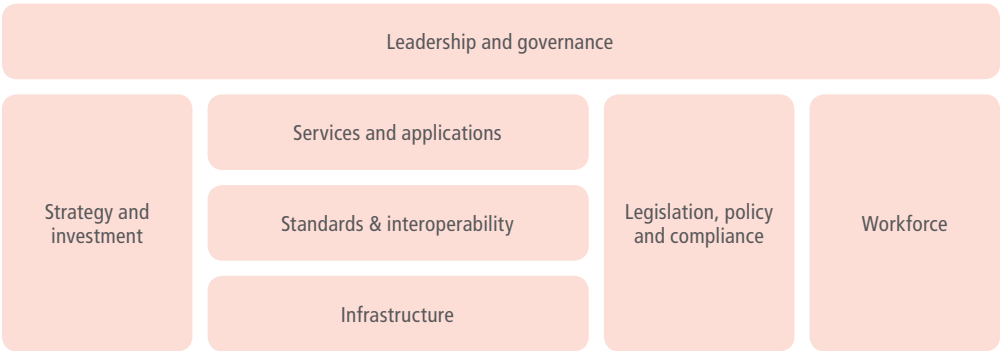 Leadership and governance
Strategy and
investment
Services and applications
Standards & interoperability
Infrastructure
Legislation, policy
and compliance
Workforce